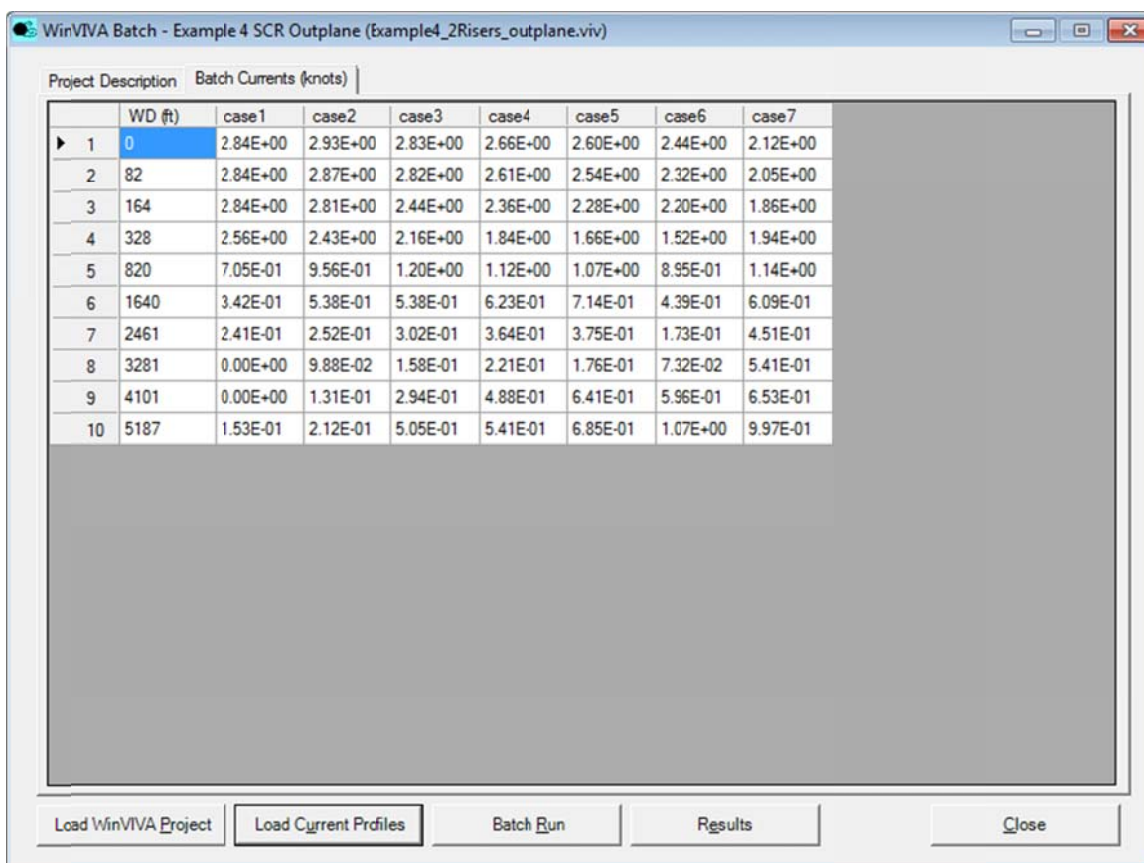 WinVIVA Batch - Example 4 SCR Outplane (Example4_2Risers_outplane.viv)
Project Description Batch Currents (knots)
WD (ft) case1 case2 case3 case4 case5 case6 case7
1 0 2.84E+00 2.93E+00 2.83E+00 2.66E+00 2.60E+00 2.44E+00 2.12E+00
2 82 2.84E+00 2.87E+00 2.82E+00 2.61E+00 2.54E+00 2.32E+00 2.05E+00
3 164 2.84E+00 2.81E+00 2.44E+00 2.36E+00 2.28E+00 2.20E+00 1.86E+00
4 328 2.56E+00 2.43E+00 2.16E+00 1.84E+00 1.66E+00 1.52E+00 1.94E+00
5 820 7.05E-01 9.56E-01 1.20E+00 1.12E+00 1.07E+00 8.95E-01 1.14E+00
6 1640 3.42E-01 5.38E-01 5.38E-01 6.23E-01 7.14E-01 4.39E-01 6.09E-01
7 2461 2.41E-01 2.52E-01 3.02E-01 3.64E-01 3.75E-01 1.73E-01 4.51E-01
8 3281 0.00E+00 9.88E-02 1.58E-01 2.21E-01 1.76E-01 7.32E-02 5.41E-01
9 4101 0.00E+00 1.31E-01 2.94E-01 4.88E-01 6.41E-01 5.96E-01 6.53E-01
10 5187 1.53E-01 2.12E-01 5.05E-01 5.41E-01 6.85E-01 1.07E+00 9.97E-01
Load WinVIVA Project Load Current Profiles Batch Run Results Close